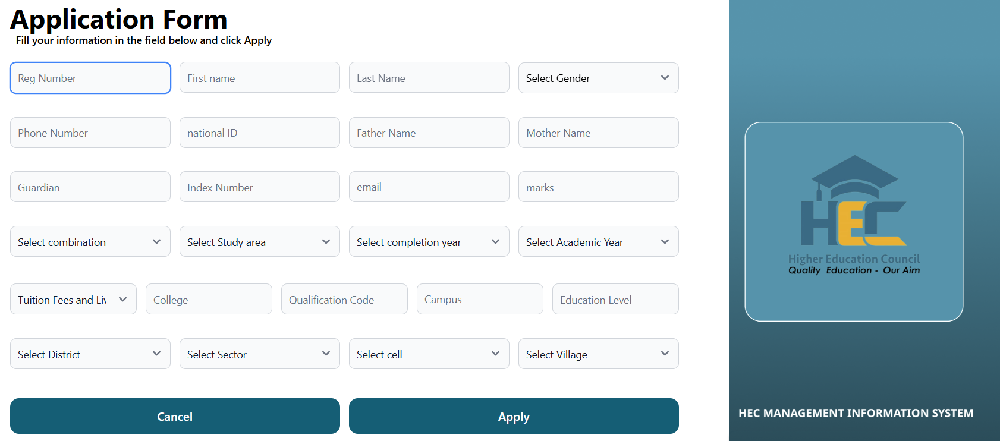 Application Form
Fill your information in the field below and click Apply
Reg Number
First name
Last Name
Select Gender
Phone Number
national ID
Father Name
Mother Name
Guardian
Index Number
email
marks
Select combination
Select Study area
Select completion year
Select Academic Year
Tuition Fees and Liv
College
Qualification Code
Campus
Education Level
Select District
Select Sector
Select cell
Select Village
Cancel
Apply
HEC
Higher Education Council
Quality Education - Our Aim
HEC MANAGEMENT INFORMATION SYSTEM